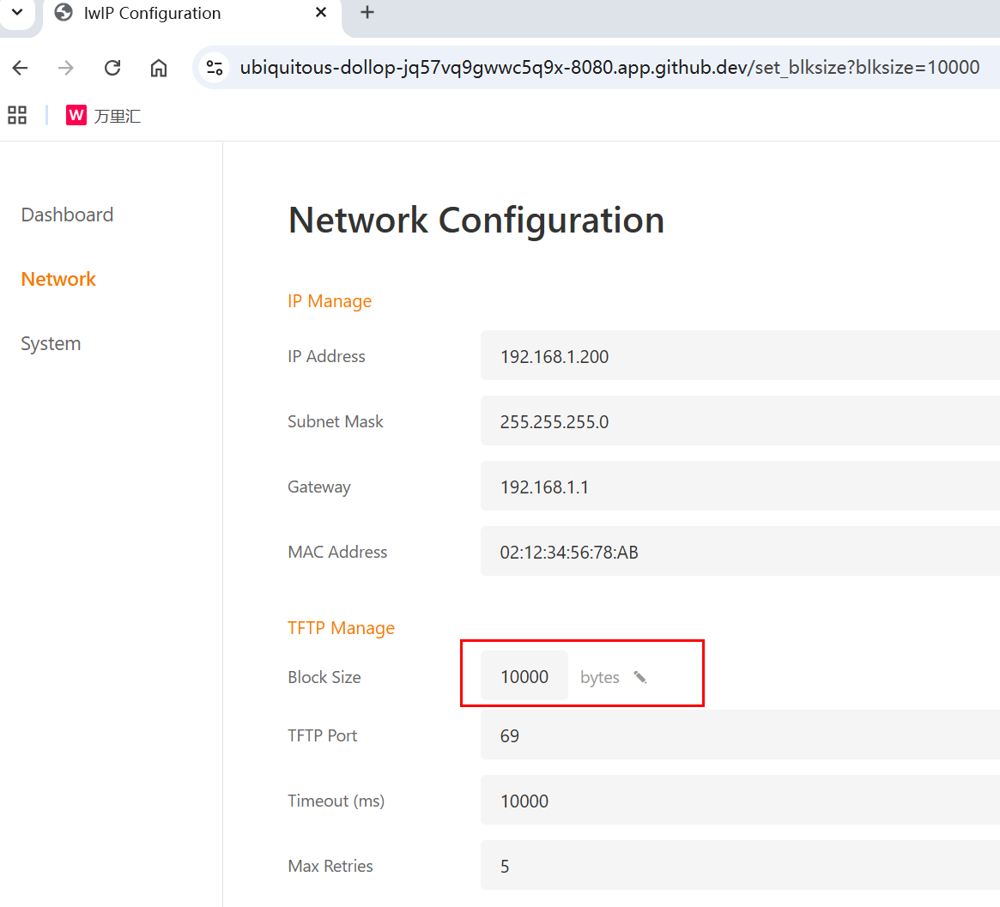 lwIP Configuration
ubiquitous-dollop-jq57vq9gwwc5q9x-8080.app.github.dev/set_blksize?blksize=10000
W 万里汇
Dashboard
Network
System
Network Configuration
IP Manage
IP Address 192.168.1.200
Subnet Mask 255.255.255.0
Gateway 192.168.1.1
MAC Address 02:12:34:56:78:AB
TFTP Manage
Block Size 10000 bytes
TFTP Port 69
Timeout (ms) 10000
Max Retries 5